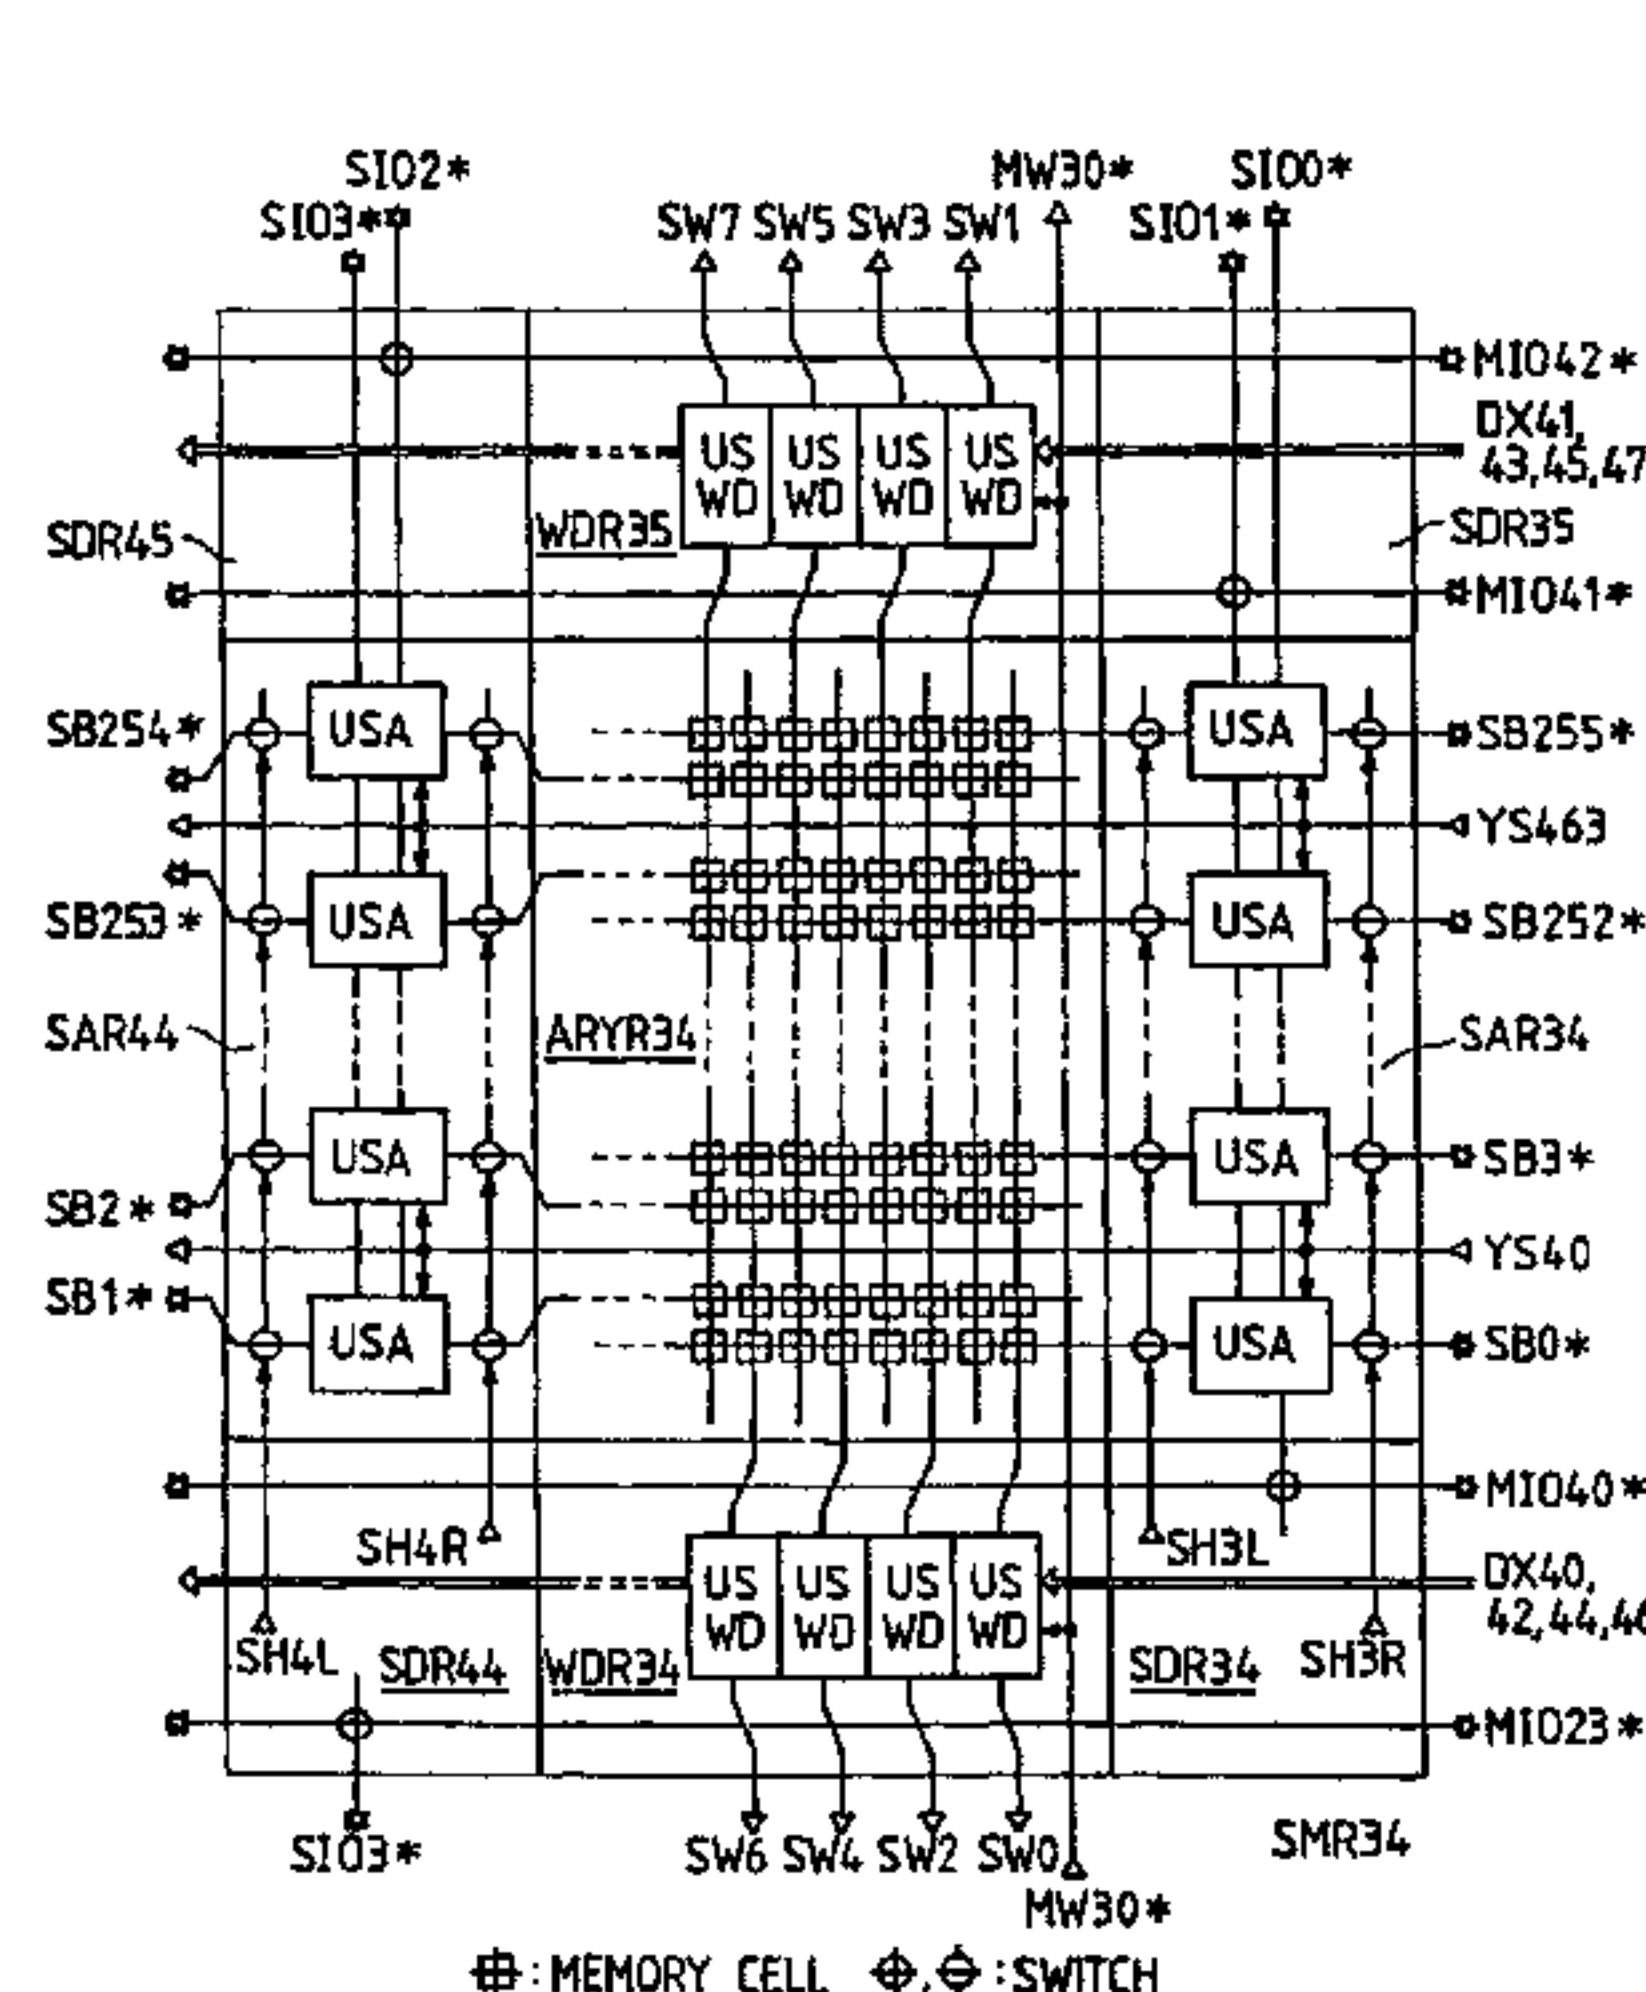 SIO2* MW30* SIO0*
SIO3* SW7 SW5 SW3 SW1 SIO1*
MIO42*
DX41,
43,45,47
US US US US
WD WD WD WD
SDR45 WDR35 SDR35
MIO41*
SB254* USA USA SB255*
YS463
SB253* USA USA SB252*
SAR44 ARYR34 SAR34
USA USA SB3*
SB2*
YS40
SB1*
USA USA SB0*
MIO40*
SH4R SH3L
DX40,
US US US US
42,44,46
WD WD WD WD
SH4L SDR44 WDR34 SDR34 SH3R
MIO23*
SIO3* SW6 SW4 SW2 SW0 SMR34
MW30*
: MEMORY CELL , : SWITCH